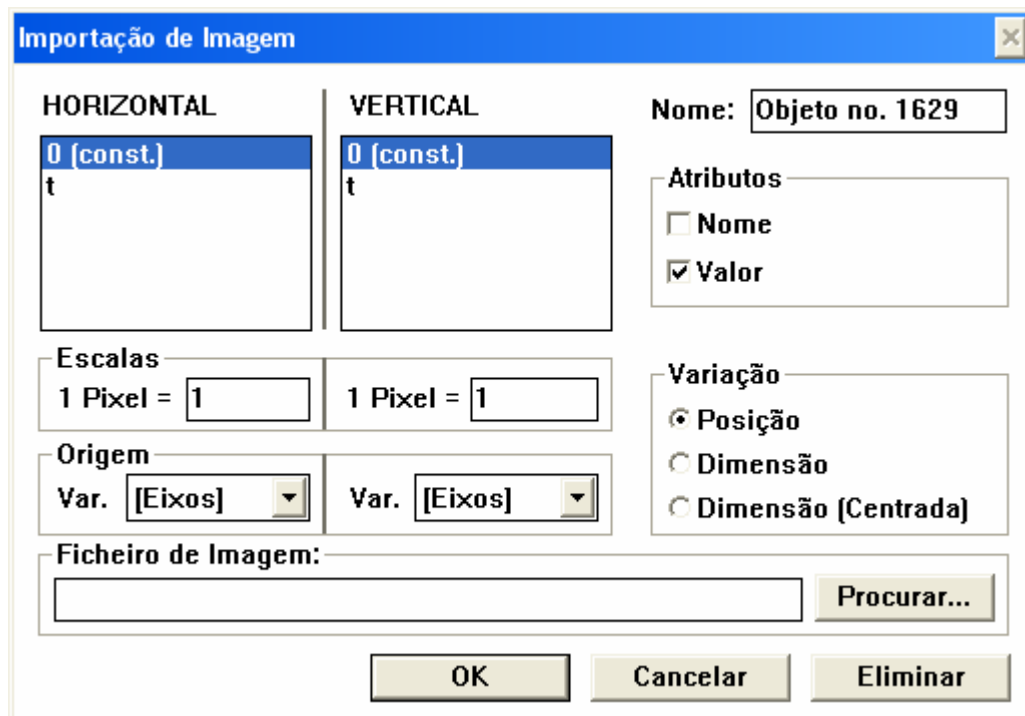 Importação de Imagem
HORIZONTAL
VERTICAL
Nome: Objeto no. 1629
0 (const.)
t
0 (const.)
t
Atributos
Nome
Valor
Escalas
1 Pixel = 1
1 Pixel = 1
Variação
Posição
Dimensão
Dimensão (Centrada)
Origem
Var. [Eixos]
Var. [Eixos]
Ficheiro de Imagem:
Procurar...
OK
Cancelar
Eliminar